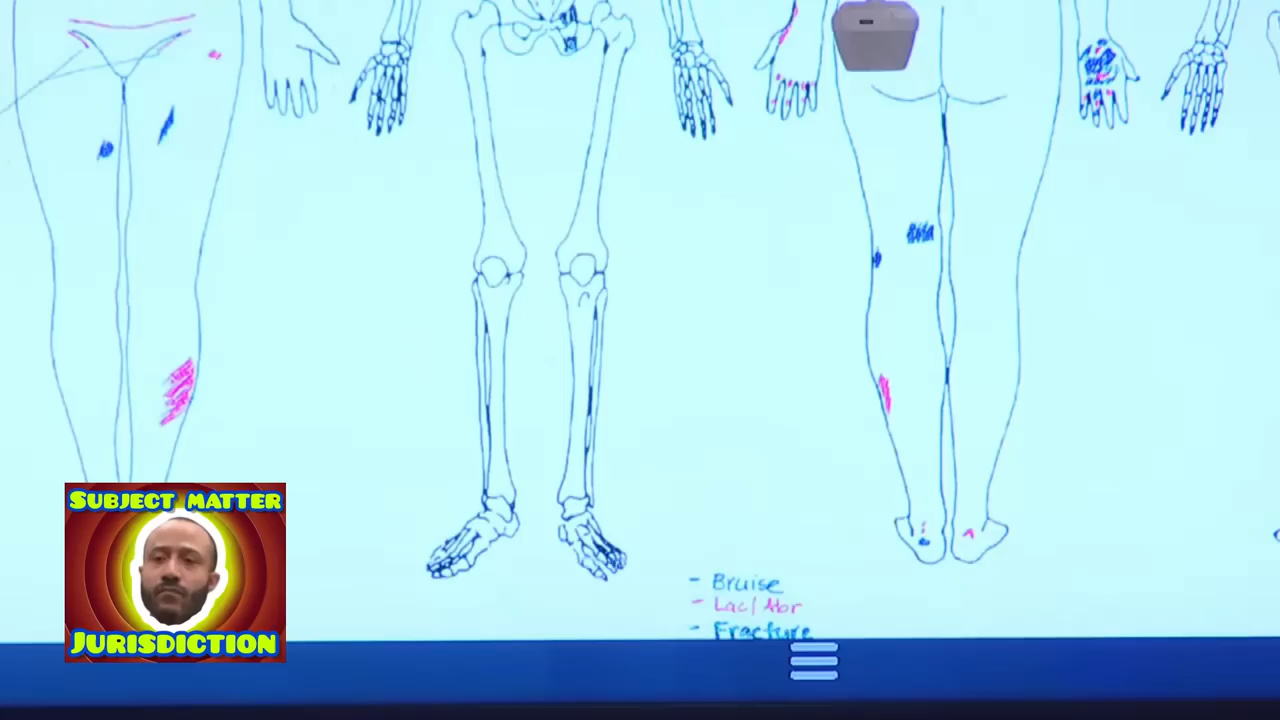 - Bruise
- Lac/Abr
- Fracture
SUBJECT MATTER
JURISDICTION